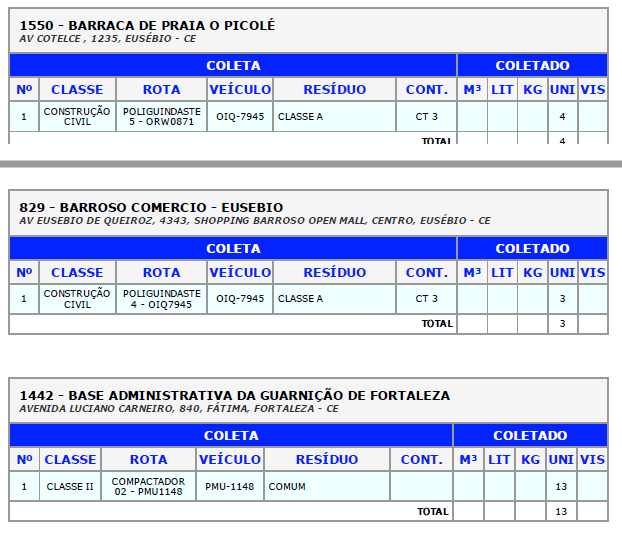 1550 - BARRACA DE PRAIA O PICOLÉ
AV COTELCE , 1235, EUSÉBIO - CE
COLETA COLETADO
Nº CLASSE ROTA VEÍCULO RESÍDUO CONT. M³ LIT KG UNI VIS
1 CONSTRUÇÃO CIVIL POLIGUINDASTE 5 - ORW0871 OIQ-7945 CLASSE A CT 3 4
TOTAL 4
829 - BARROSO COMERCIO - EUSEBIO
AV EUSEBIO DE QUEIROZ, 4343, SHOPPING BARROSO OPEN MALL, CENTRO, EUSÉBIO - CE
COLETA COLETADO
Nº CLASSE ROTA VEÍCULO RESÍDUO CONT. M³ LIT KG UNI VIS
1 CONSTRUÇÃO CIVIL POLIGUINDASTE 4 - OIQ7945 OIQ-7945 CLASSE A CT 3 3
TOTAL 3
1442 - BASE ADMINISTRATIVA DA GUARNIÇÃO DE FORTALEZA
AVENIDA LUCIANO CARNEIRO, 840, FÁTIMA, FORTALEZA - CE
COLETA COLETADO
Nº CLASSE ROTA VEÍCULO RESÍDUO CONT. M³ LIT KG UNI VIS
1 CLASSE II COMPACTADOR 02 - PMU1148 PMU-1148 COMUM 13
TOTAL 13